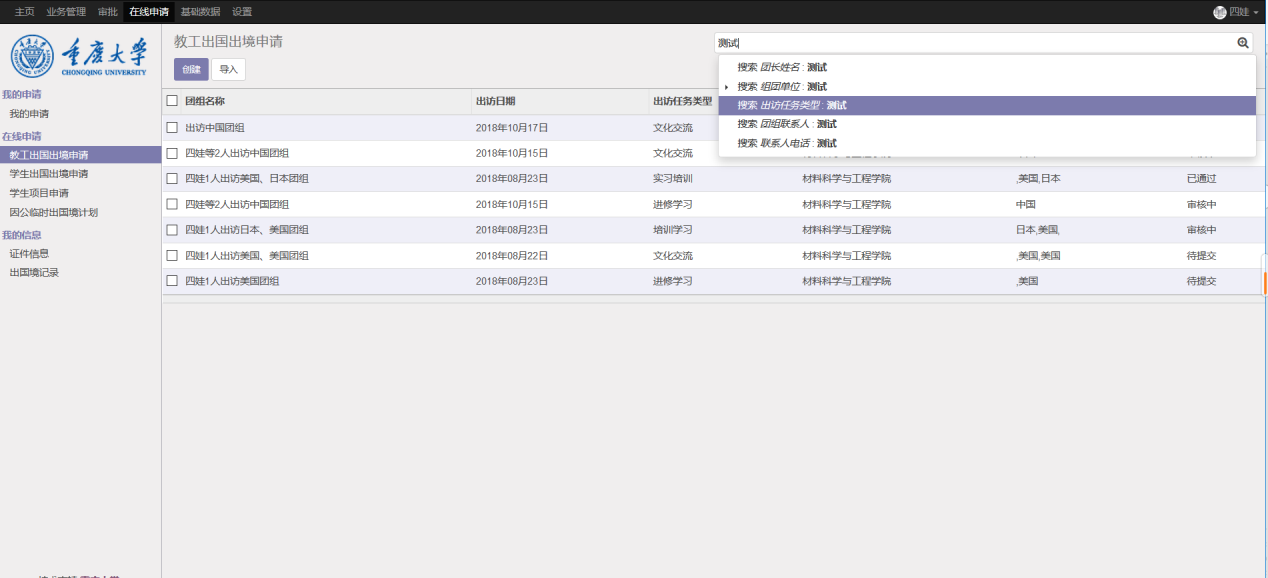 主页 业务管理 审批 在线申请 基础数据 设置 四娃
重庆大学
CHONGQING UNIVERSITY
我的申请
我的申请
在线申请
教工出国出境申请
学生出国出境申请
学生项目申请
因公临时出国境计划
我的信息
证件信息
出国境记录
教工出国出境申请
测试
创建 导入
搜索 团长姓名 : 测试
搜索 组团单位 : 测试
搜索 出访任务类型 : 测试
搜索 团组联系人 : 测试
搜索 联系人电话 : 测试
团组名称 出访日期 出访任务类型
出访中国团组 2018年10月17日 文化交流
四娃等2人出访中国团组 2018年10月15日 文化交流
四娃1人出访美国、日本团组 2018年08月23日 实习培训 材料科学与工程学院 ,美国,日本 已通过
四娃等2人出访中国团组 2018年10月15日 进修学习 材料科学与工程学院 中国 审核中
四娃1人出访日本、美国团组 2018年08月23日 培训学习 材料科学与工程学院 日本,美国, 审核中
四娃1人出访美国、美国团组 2018年08月22日 文化交流 材料科学与工程学院 ,美国,美国 待提交
四娃1人出访美国团组 2018年08月23日 进修学习 材料科学与工程学院 ,美国 待提交